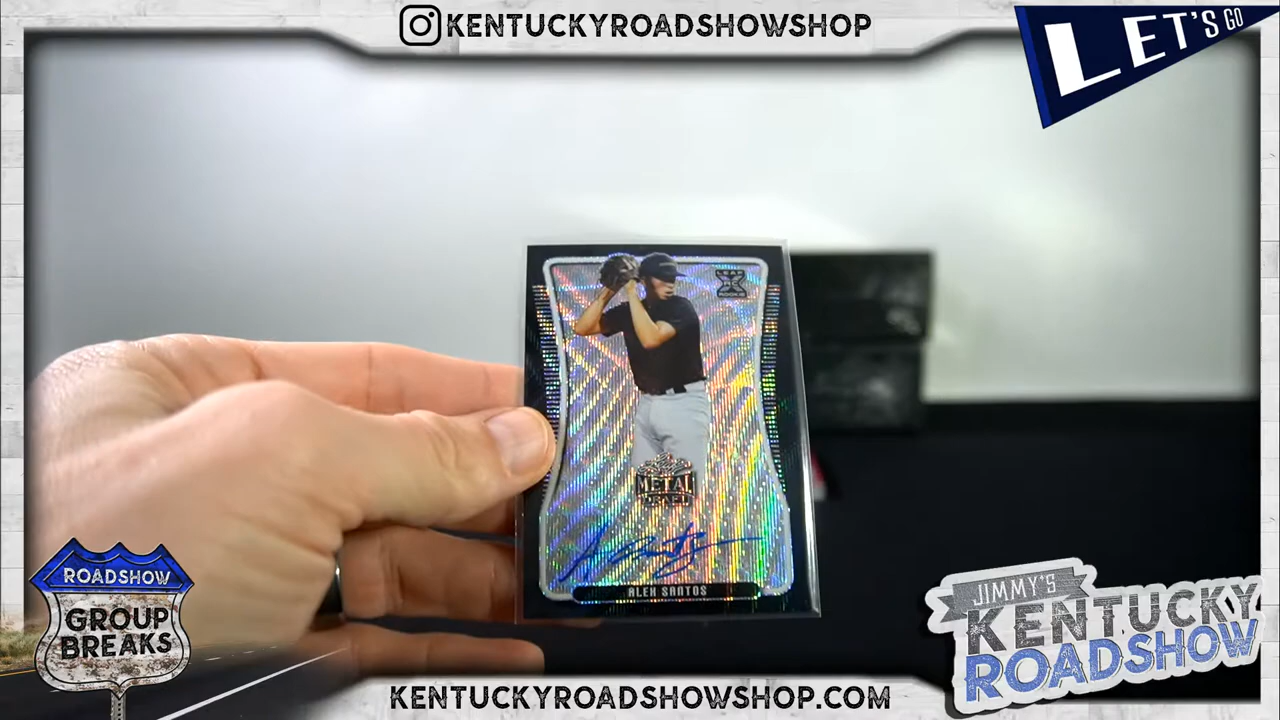 KENTUCKYROADSHOWSHOP
LET'S GO
METAL
ALEX SANTOS
ROADSHOW
GROUP
BREAKS
JIMMY'S
KENTUCKY
ROADSHOW
KENTUCKYROADSHOWSHOP.COM